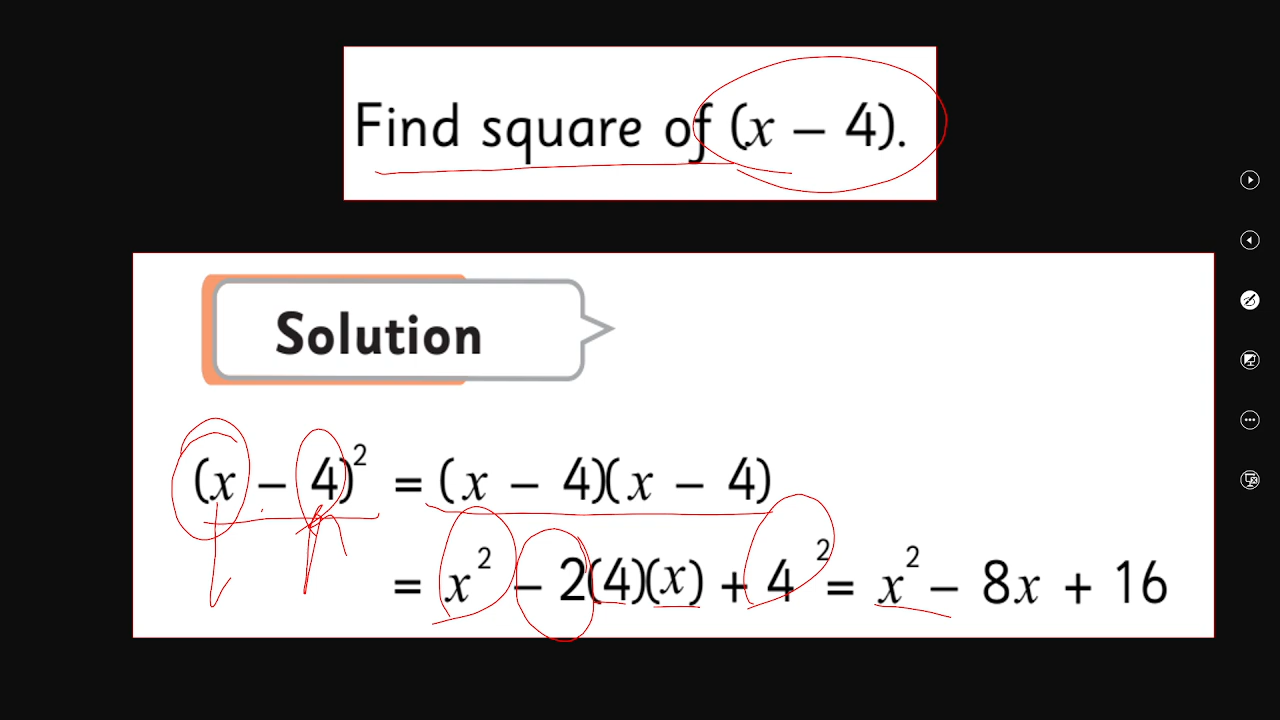 Find square of (x – 4).
Solution
(x – 4)² = (x – 4)(x – 4)
= x² – 2(4)(x) + 4² = x² – 8x + 16